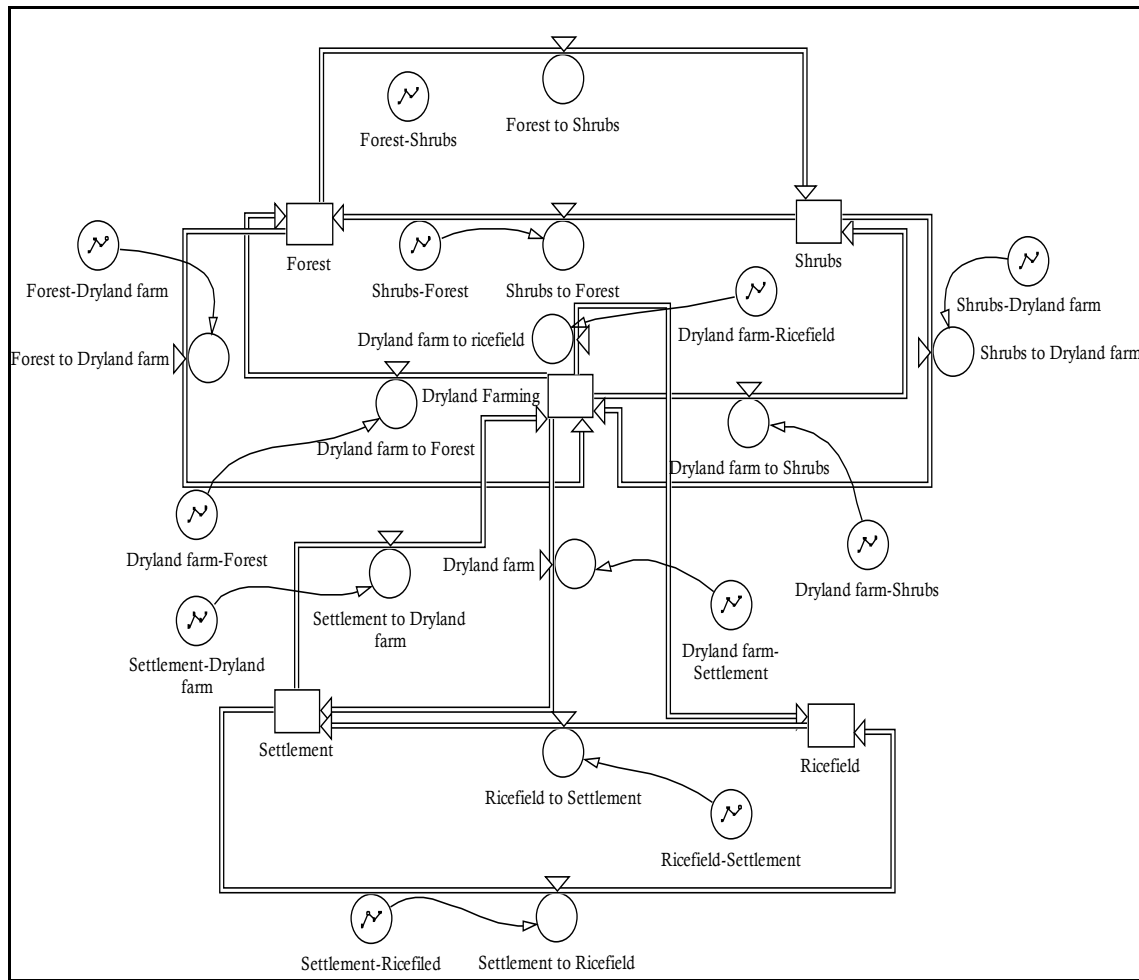 Forest to Shrubs
Forest-Shrubs
Forest
Shrubs
Forest-Dryland farm
Shrubs-Forest
Shrubs to Forest
Shrubs-Dryland farm
Dryland farm to ricefield
Dryland farm-Ricefield
Forest to Dryland farm
Shrubs to Dryland farm
Dryland Farming
Dryland farm to Forest
Dryland farm to Shrubs
Dryland farm-Forest
Dryland farm
Dryland farm-Shrubs
Settlement to Dryland
farm
Settlement-Dryland
farm
Dryland farm-
Settlement
Settlement
Ricefield
Ricefield to Settlement
Ricefield-Settlement
Settlement-Ricefiled
Settlement to Ricefield